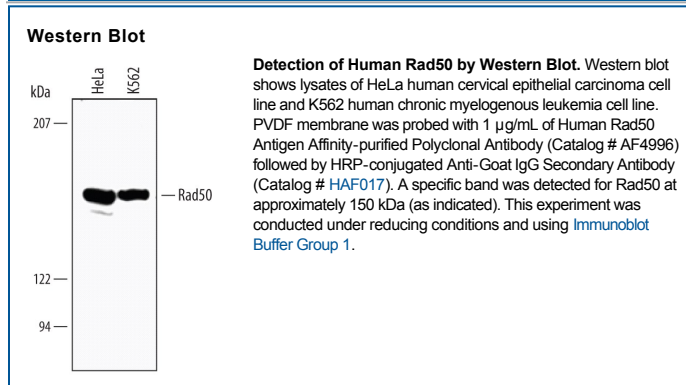 Western Blot
kDa
HeLa
K562
207
Rad50
122
94
Detection of Human Rad50 by Western Blot. Western blot
shows lysates of HeLa human cervical epithelial carcinoma cell
line and K562 human chronic myelogenous leukemia cell line.
PVDF membrane was probed with 1 µg/mL of Human Rad50
Antigen Affinity-purified Polyclonal Antibody (Catalog # AF4996)
followed by HRP-conjugated Anti-Goat IgG Secondary Antibody
(Catalog # HAF017). A specific band was detected for Rad50 at
approximately 150 kDa (as indicated). This experiment was
conducted under reducing conditions and using Immunoblot
Buffer Group 1.